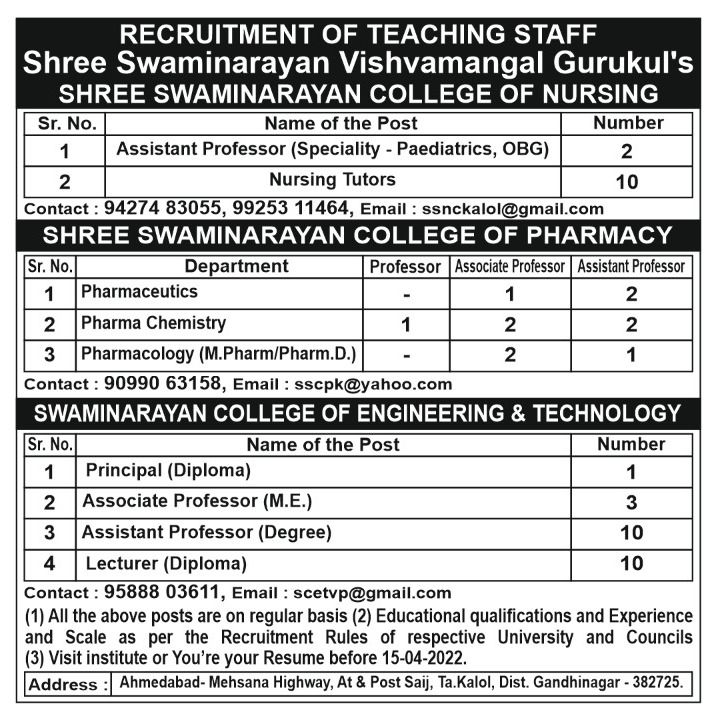 RECRUITMENT OF TEACHING STAFF
Shree Swaminarayan Vishvamangal Gurukul's
SHREE SWAMINARAYAN COLLEGE OF NURSING
Sr. No. Name of the Post Number
1 Assistant Professor (Speciality - Paediatrics, OBG) 2
2 Nursing Tutors 10
Contact : 94274 83055, 99253 11464, Email : ssnckalol@gmail.com
SHREE SWAMINARAYAN COLLEGE OF PHARMACY
Sr. No. Department Professor Associate Professor Assistant Professor
1 Pharmaceutics - 1 2
2 Pharma Chemistry 1 2 2
3 Pharmacology (M.Pharm/Pharm.D.) - 2 1
Contact : 90990 63158, Email : sscpk@yahoo.com
SWAMINARAYAN COLLEGE OF ENGINEERING & TECHNOLOGY
Sr. No. Name of the Post Number
1 Principal (Diploma) 1
2 Associate Professor (M.E.) 3
3 Assistant Professor (Degree) 10
4 Lecturer (Diploma) 10
Contact : 95888 03611, Email : scetvp@gmail.com
(1) All the above posts are on regular basis (2) Educational qualifications and Experience
and Scale as per the Recruitment Rules of respective University and Councils
(3) Visit institute or You're your Resume before 15-04-2022.
Address : Ahmedabad- Mehsana Highway, At & Post Saij, Ta.Kalol, Dist. Gandhinagar - 382725.